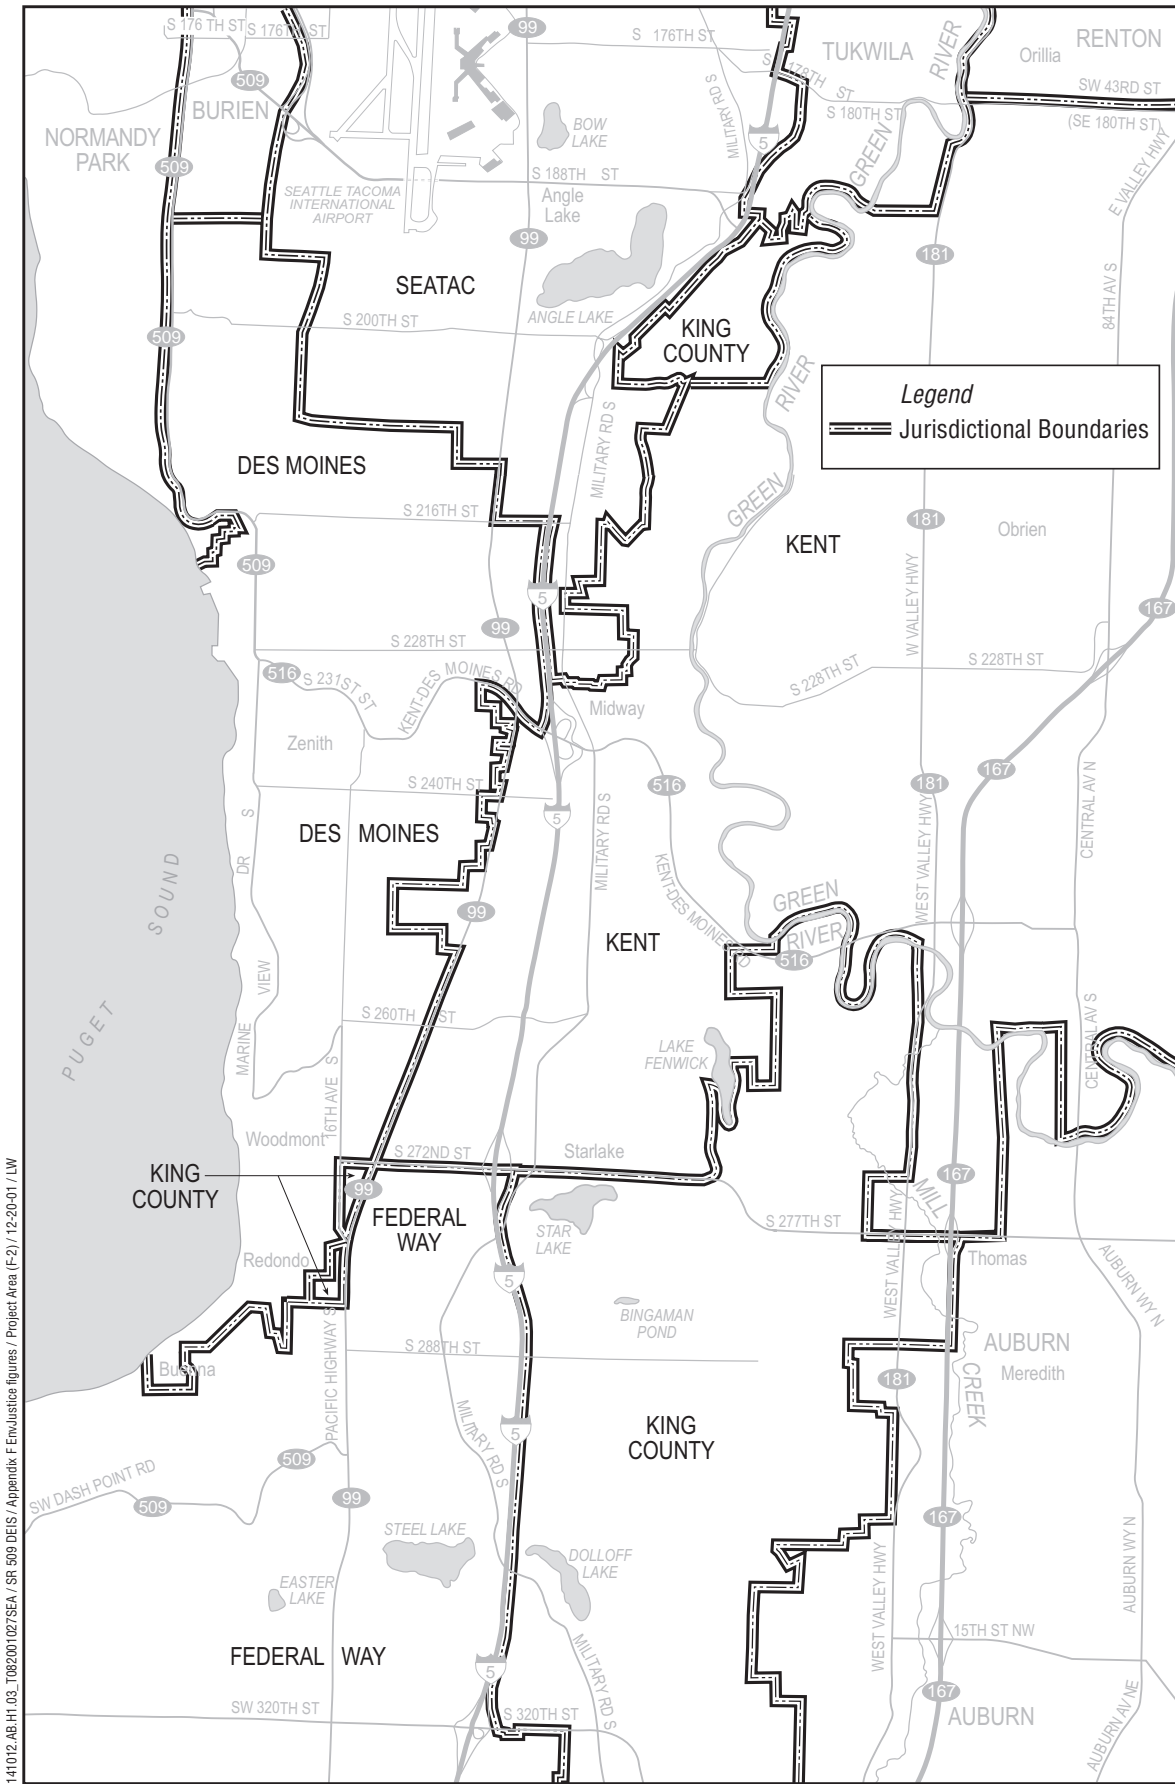 S 176 TH ST
S 176TH ST
99
S 176TH ST
TUKWILA
RIVER
Orillia
RENTON
509
BURIEN
S 178TH ST
SW 43RD ST
MILITARY RD S
S 180TH ST
(SE 180TH ST)
NORMANDY
PARK
BOW
LAKE
5
GREEN
E VALLEY HWY
509
S 188TH ST
SEATTLE TACOMA
INTERNATIONAL
AIRPORT
Angle
Lake
99
181
SEATAC
ANGLE LAKE
84TH AV S
S 200TH ST
509
KING
COUNTY
RIVER
Legend
Jurisdictional Boundaries
MILITARY RD S
DES MOINES
GREEN
S 216TH ST
181
Obrien
KENT
509
W VALLEY HWY
5
167
99
S 228TH ST
S 228TH ST
S 228TH ST
516
S 231ST ST
KENT-DES MOINES RD
Midway
Zenith
S 240TH ST
516
181
167
CENTRAL AV N
5
MILITARY RD S
DES MOINES
WEST VALLEY HWY
PUGET SOUND
MARINE VIEW DR S
KENT-DES MOINES RD
GREEN
RIVER
99
KENT
516
S 260TH ST
LAKE
FENWICK
CENTRAL AV S
16TH AVE S
Woodmont
S 272ND ST
Starlake
KING
COUNTY
99
167
MILL
FEDERAL
WAY
STAR
LAKE
S 277TH ST
WEST VALLEY HWY
Redondo
Thomas
AUBURN WY N
5
BINGAMAN
POND
PACIFIC HIGHWAY S
S 288TH ST
AUBURN
Meredith
Buenna
181
CREEK
MILITARY RD S
5
KING
COUNTY
509
SW DASH POINT RD
509
99
167
STEEL LAKE
DOLLOFF
LAKE
EASTER
LAKE
WEST VALLEY HWY
AUBURN WY N
15TH ST NW
FEDERAL WAY
MILITARY RD S
5
167
SW 320TH ST
S 320TH ST
AUBURN
AUBURN AV NE
141012.AB.H1.03_T082001027SEA / SR 509 DEIS / Appendix F EnvJustice figures / Project Area (F-2) / 12-20-01 / LW